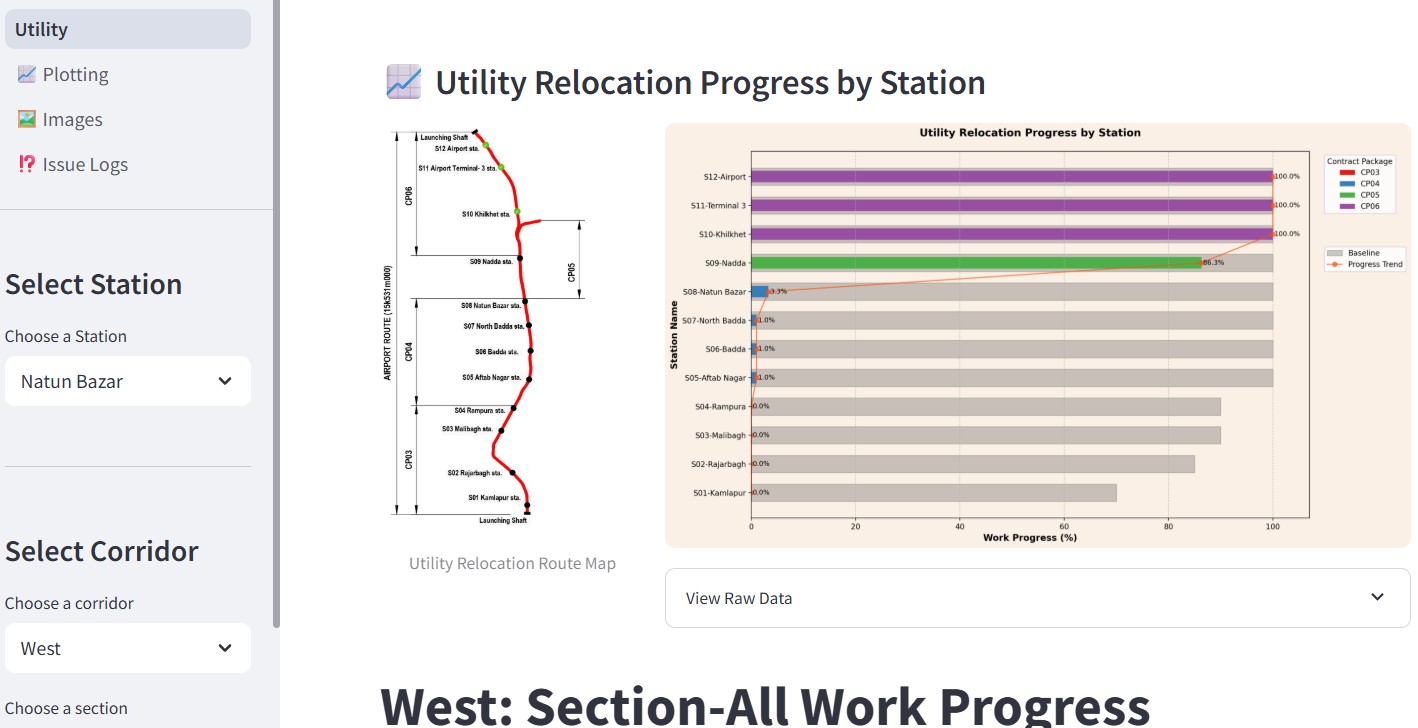 Utility
Plotting
Images
Issue Logs
Select Station
Choose a Station
Natun Bazar
Select Corridor
Choose a corridor
West
Choose a section
Utility Relocation Progress by Station
Launching Shaft
S12 Airport sta.
S11 Airport Terminal- 3 sta.
CP06
S10 Khilkhet sta.
S09 Nadda sta.
CP05
AIRPORT ROUTE (15k531m000)
S08 Natun Bazar sta.
S07 North Badda sta.
CP04
S06 Badda sta.
S05 Aftab Nagar sta.
S04 Rampura sta.
S03 Malibagh sta.
CP03
S02 Rajarbagh sta.
S01 Kamlapur sta.
Launching Shaft
Utility Relocation Route Map
Utility Relocation Progress by Station
Station Name
S12-Airport 100.0%
S11-Terminal 3 100.0%
S10-Khilkhet 100.0%
S09-Nadda 86.3%
S08-Natun Bazar 3.3%
S07-North Badda 1.0%
S06-Badda 1.0%
S05-Aftab Nagar 1.0%
S04-Rampura 0.0%
S03-Malibagh 0.0%
S02-Rajarbagh 0.0%
S01-Kamlapur 0.0%
0 20 40 60 80 100
Work Progress (%)
Contract Package
CP03
CP04
CP05
CP06
Baseline
Progress Trend
View Raw Data
West: Section-All Work Progress